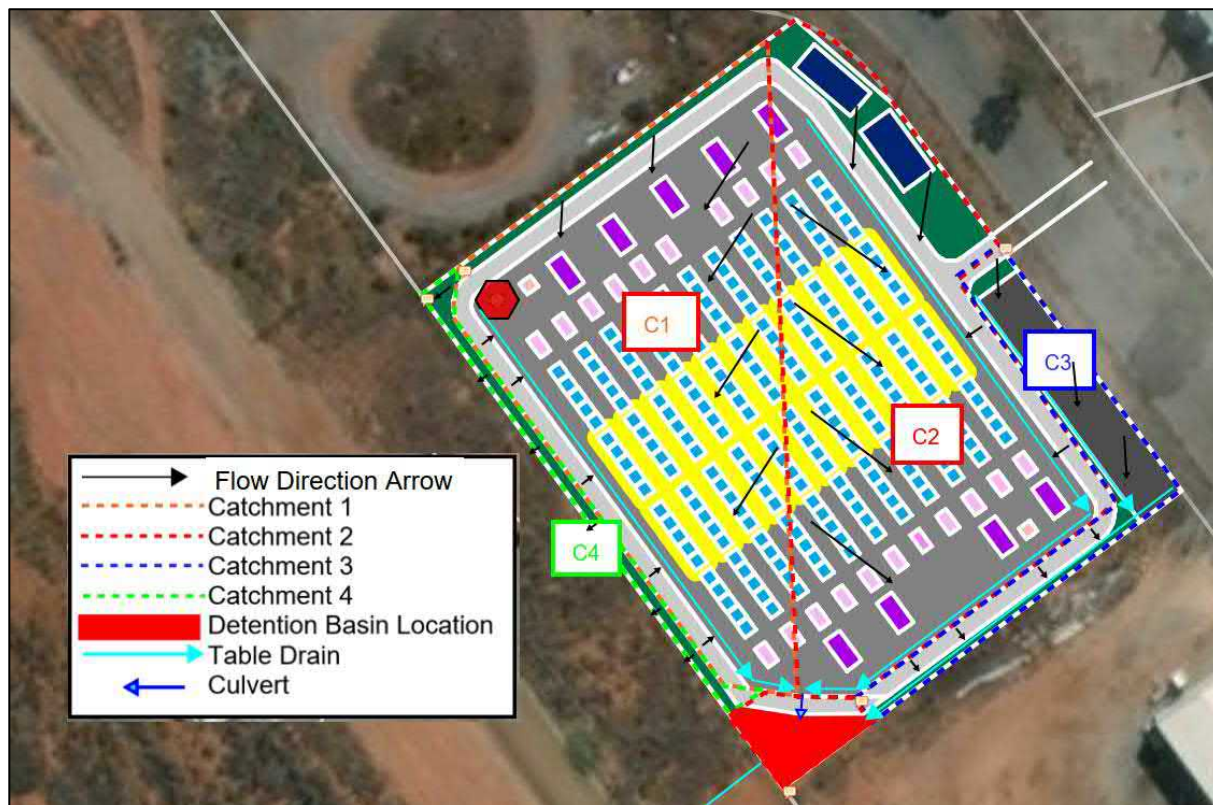 C1
C3
C2
C4
Flow Direction Arrow
Catchment 1
Catchment 2
Catchment 3
Catchment 4
Detention Basin Location
Table Drain
Culvert